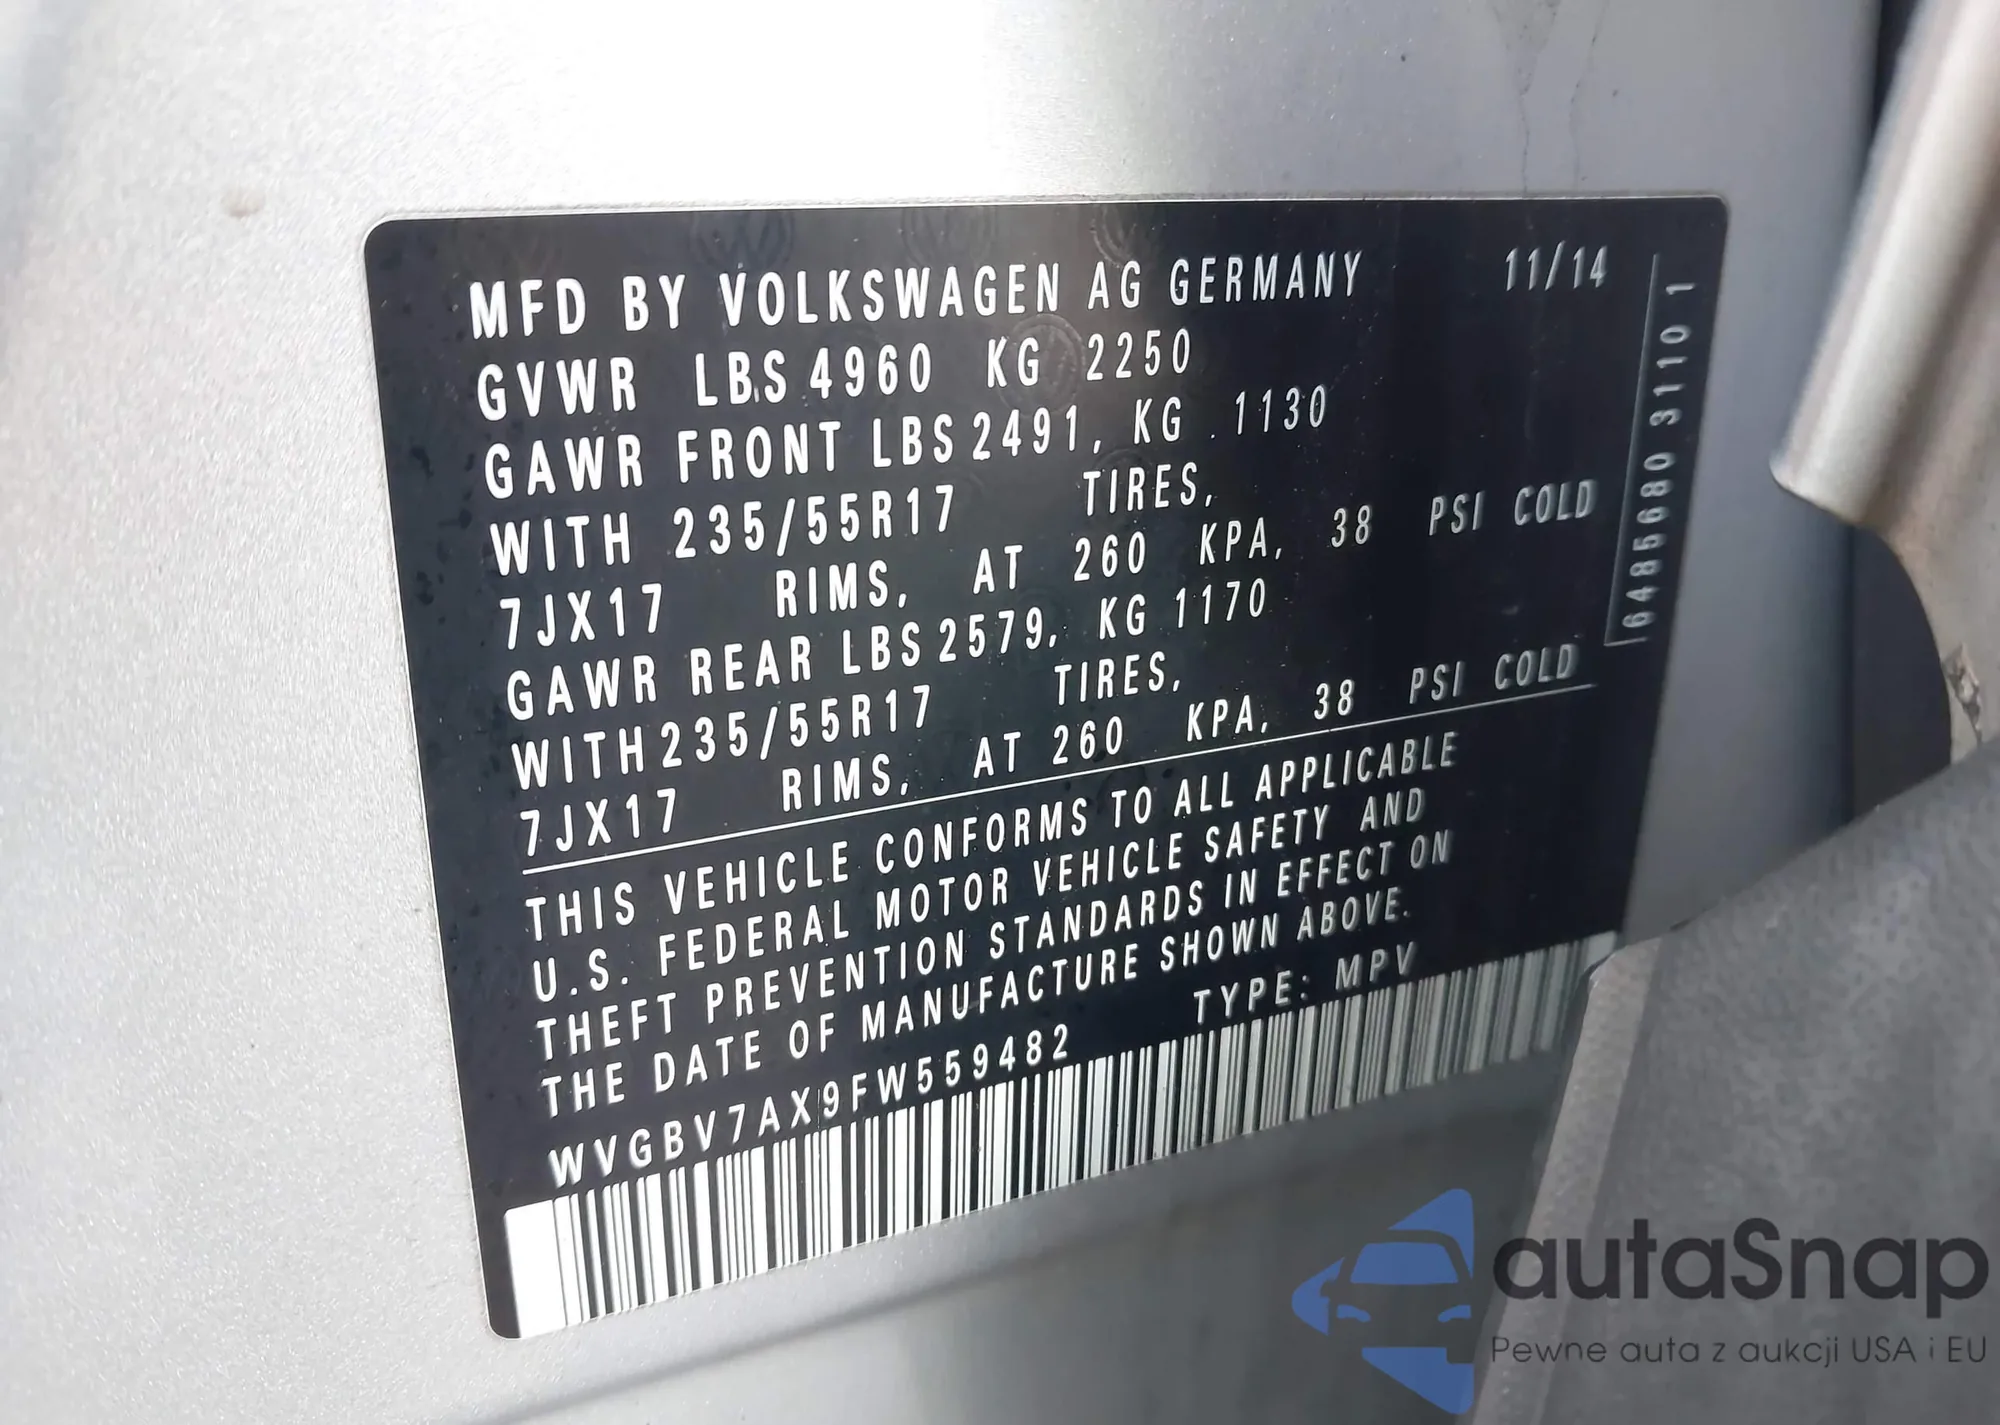 MFD BY VOLKSWAGEN AG GERMANY 11/14
GVWR LBS 4960 KG 2250
GAWR FRONT LBS 2491, KG 1130
WITH 235/55R17 TIRES,
7JX17 RIMS, AT 260 KPA, 38 PSI COLD
GAWR REAR LBS 2579, KG 1170
WITH 235/55R17 TIRES,
7JX17 RIMS, AT 260 KPA, 38 PSI COLD
6485680 3110 1
THIS VEHICLE CONFORMS TO ALL APPLICABLE
U.S. FEDERAL MOTOR VEHICLE SAFETY AND
THEFT PREVENTION STANDARDS IN EFFECT ON
THE DATE OF MANUFACTURE SHOWN ABOVE.
WVGBV7AX9FW559482 TYPE: MPV
autaSnap
Pewne auta z aukcji USA i EU